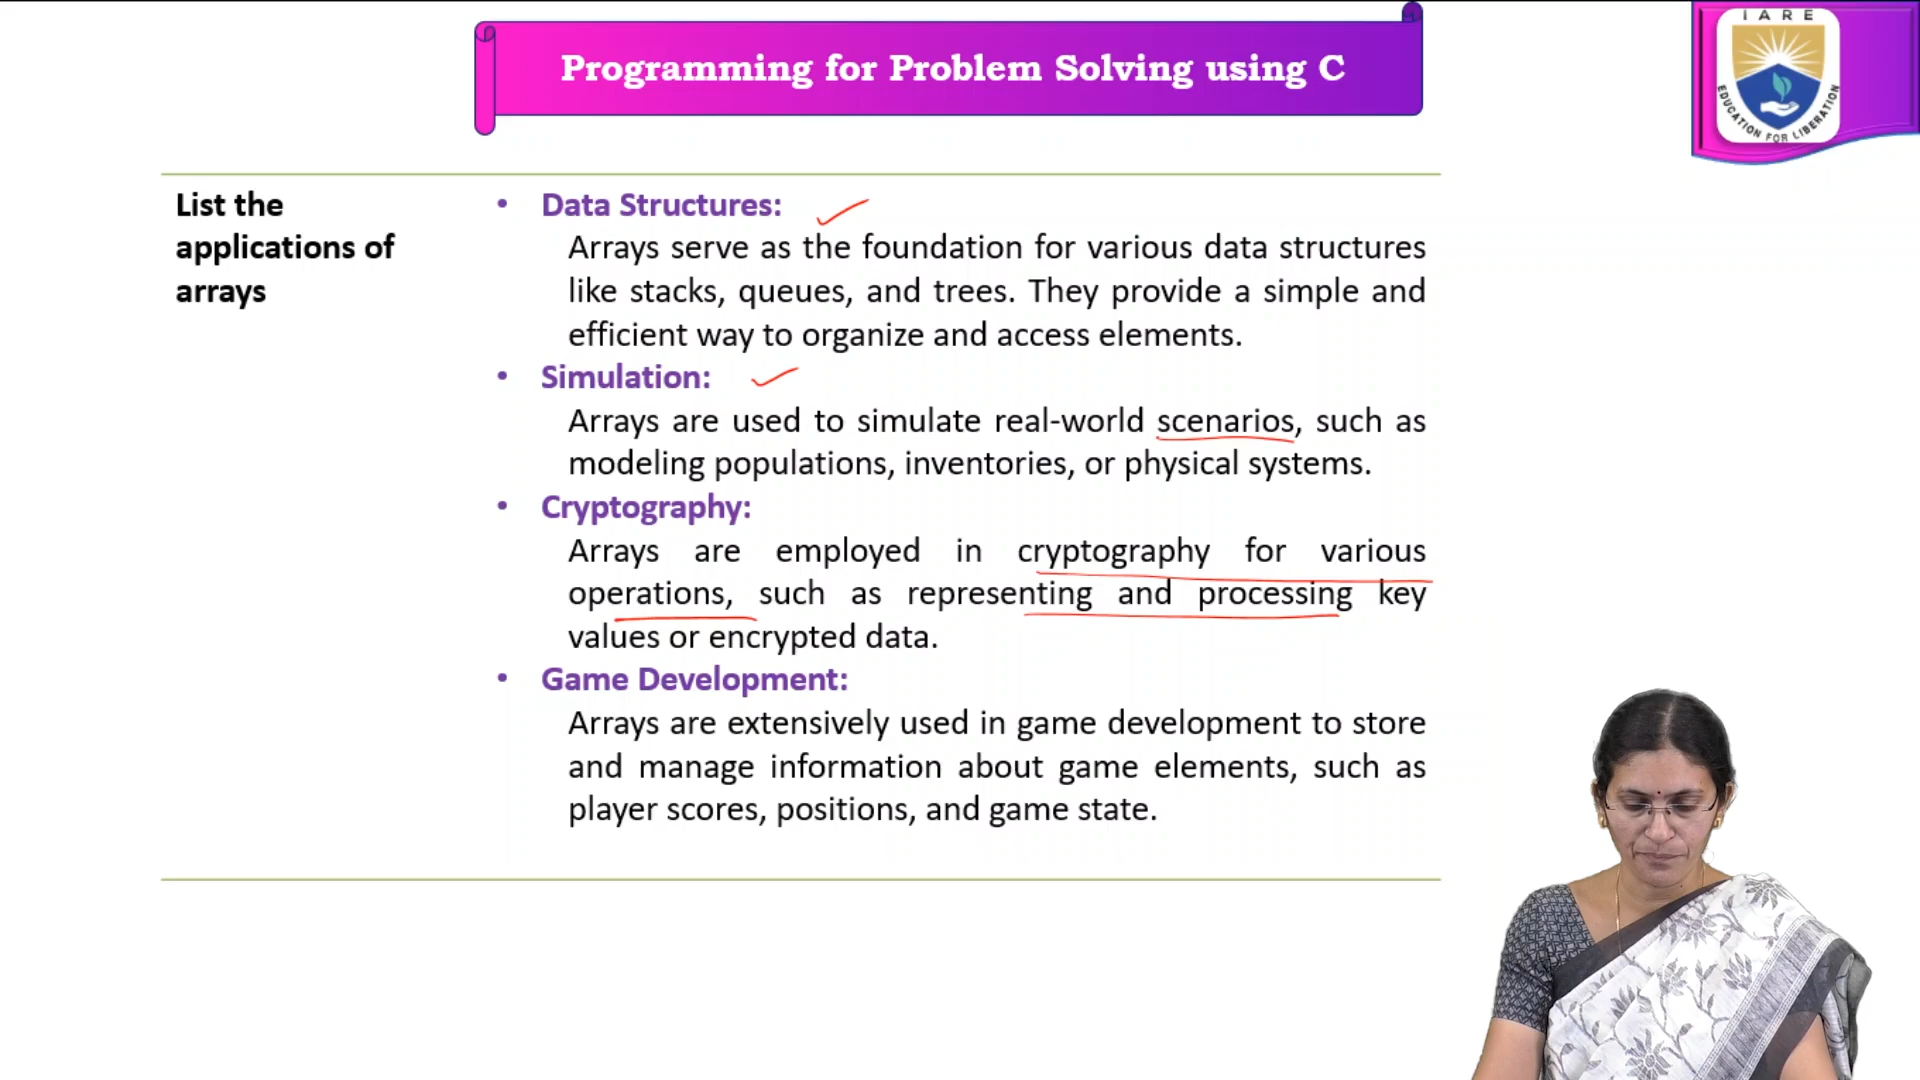 Programming for Problem Solving using C
IARE
EDUCATION FOR LIBERATION
List the
applications of
arrays
• Data Structures:
Arrays serve as the foundation for various data structures
like stacks, queues, and trees. They provide a simple and
efficient way to organize and access elements.
• Simulation:
Arrays are used to simulate real-world scenarios, such as
modeling populations, inventories, or physical systems.
• Cryptography:
Arrays are employed in cryptography for various
operations, such as representing and processing key
values or encrypted data.
• Game Development:
Arrays are extensively used in game development to store
and manage information about game elements, such as
player scores, positions, and game state.